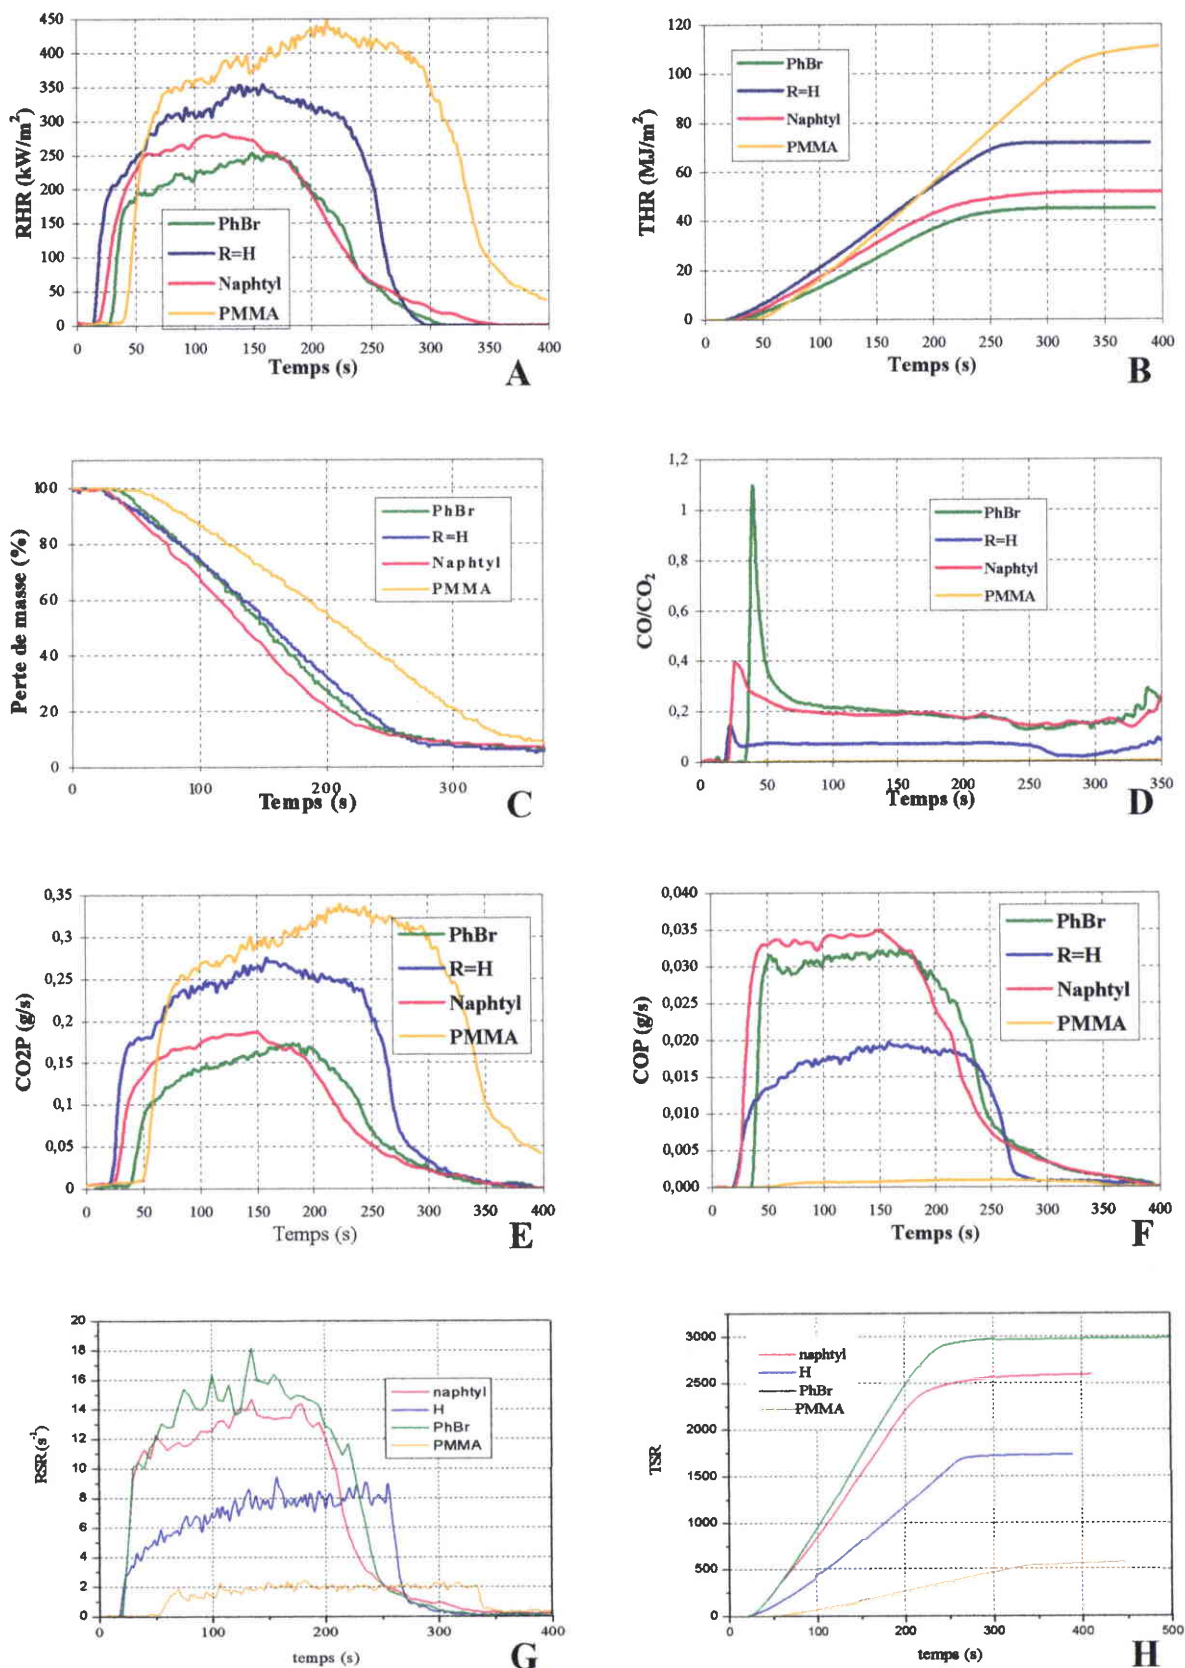 450
400
350
300
250
200
150
100
50
0
RHR (kW/m²)
PhBr
R=H
Naphtyl
PMMA
0 50 100 150 200 250 300 350 400
Temps (s)
A
120
100
80
60
40
20
0
THR (MJ/m²)
PhBr
R=H
Naphtyl
PMMA
0 50 100 150 200 250 300 350 400
Temps (s)
B
100
80
60
40
20
0
Perte de masse (%)
PhBr
R=H
Naphtyl
PMMA
0 100 200 300
Temps (s)
C
1,2
1
0,8
0,6
0,4
0,2
0
CO/CO₂
PhBr
R=H
Naphtyl
PMMA
0 50 100 150 200 250 300 350
Temps (s)
D
0,35
0,3
0,25
0,2
0,15
0,1
0,05
0
CO2P (g/s)
PhBr
R=H
Naphtyl
PMMA
0 50 100 150 200 250 300 350 400
Temps (s)
E
0,040
0,035
0,030
0,025
0,020
0,015
0,010
0,005
0,000
COP (g/s)
PhBr
R=H
Naphtyl
PMMA
0 50 100 150 200 250 300 350 400
Temps (s)
F
20
18
16
14
12
10
8
6
4
2
0
RSR(s⁻¹)
naphtyl
H
PhBr
PMMA
0 100 200 300 400
temps (s)
G
3000
2500
2000
1500
1000
500
0
TSR
naphtyl
H
PhBr
PMMA
0 100 200 300 400 500
temps (s)
H